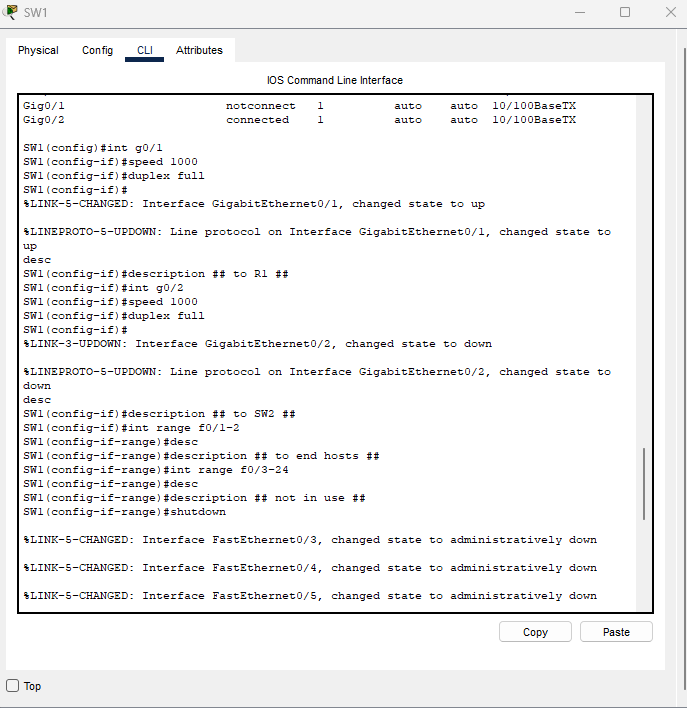 SW1
Physical Config CLI Attributes
IOS Command Line Interface
Gig0/1 notconnect 1 auto auto 10/100BaseTX
Gig0/2 connected 1 auto auto 10/100BaseTX
SW1(config)#int g0/1
SW1(config-if)#speed 1000
SW1(config-if)#duplex full
SW1(config-if)#
%LINK-5-CHANGED: Interface GigabitEthernet0/1, changed state to up
%LINEPROTO-5-UPDOWN: Line protocol on Interface GigabitEthernet0/1, changed state to
up
desc
SW1(config-if)#description ## to R1 ##
SW1(config-if)#int g0/2
SW1(config-if)#speed 1000
SW1(config-if)#duplex full
SW1(config-if)#
%LINK-3-UPDOWN: Interface GigabitEthernet0/2, changed state to down
%LINEPROTO-5-UPDOWN: Line protocol on Interface GigabitEthernet0/2, changed state to
down
desc
SW1(config-if)#description ## to SW2 ##
SW1(config-if)#int range f0/1-2
SW1(config-if-range)#desc
SW1(config-if-range)#description ## to end hosts ##
SW1(config-if-range)#int range f0/3-24
SW1(config-if-range)#desc
SW1(config-if-range)#description ## not in use ##
SW1(config-if-range)#shutdown
%LINK-5-CHANGED: Interface FastEthernet0/3, changed state to administratively down
%LINK-5-CHANGED: Interface FastEthernet0/4, changed state to administratively down
%LINK-5-CHANGED: Interface FastEthernet0/5, changed state to administratively down
Copy Paste
Top